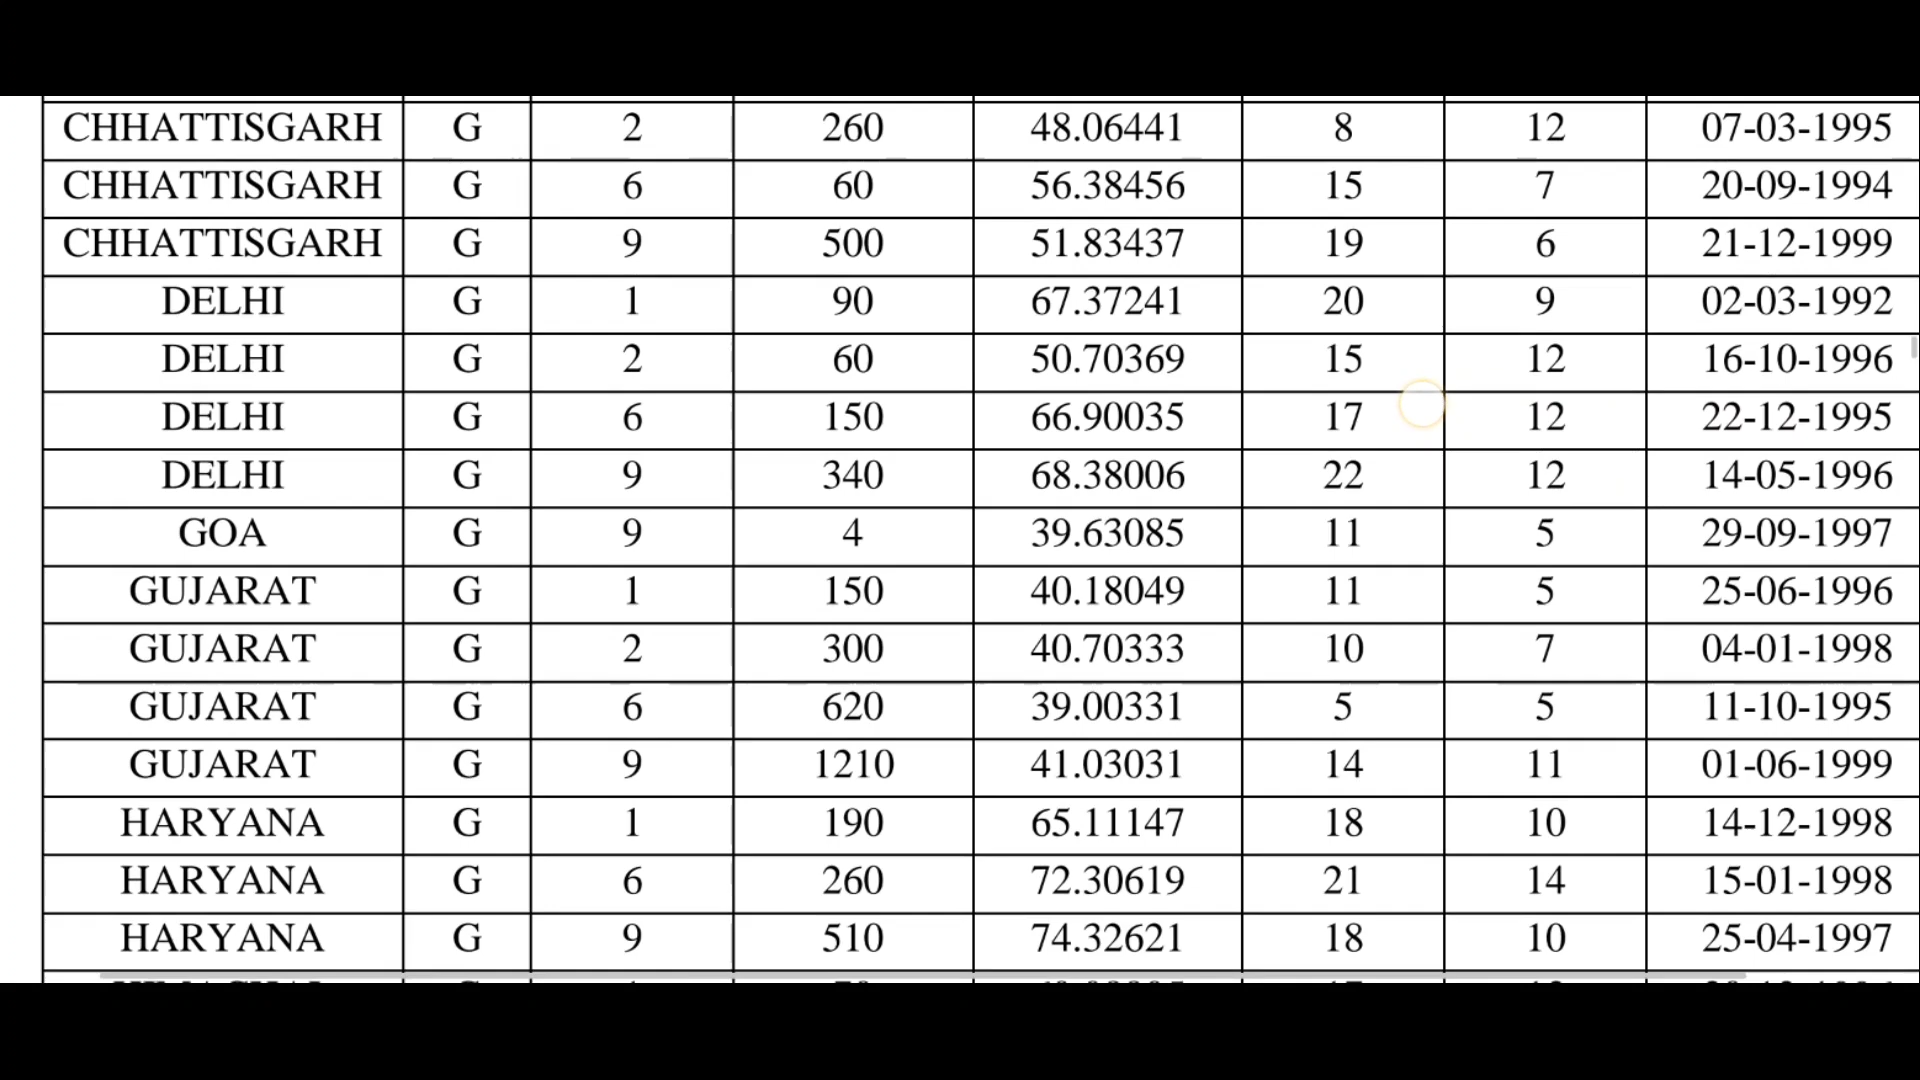 CHHATTISGARH G 2 260 48.06441 8 12 07-03-1995
CHHATTISGARH G 6 60 56.38456 15 7 20-09-1994
CHHATTISGARH G 9 500 51.83437 19 6 21-12-1999
DELHI G 1 90 67.37241 20 9 02-03-1992
DELHI G 2 60 50.70369 15 12 16-10-1996
DELHI G 6 150 66.90035 17 12 22-12-1995
DELHI G 9 340 68.38006 22 12 14-05-1996
GOA G 9 4 39.63085 11 5 29-09-1997
GUJARAT G 1 150 40.18049 11 5 25-06-1996
GUJARAT G 2 300 40.70333 10 7 04-01-1998
GUJARAT G 6 620 39.00331 5 5 11-10-1995
GUJARAT G 9 1210 41.03031 14 11 01-06-1999
HARYANA G 1 190 65.11147 18 10 14-12-1998
HARYANA G 6 260 72.30619 21 14 15-01-1998
HARYANA G 9 510 74.32621 18 10 25-04-1997